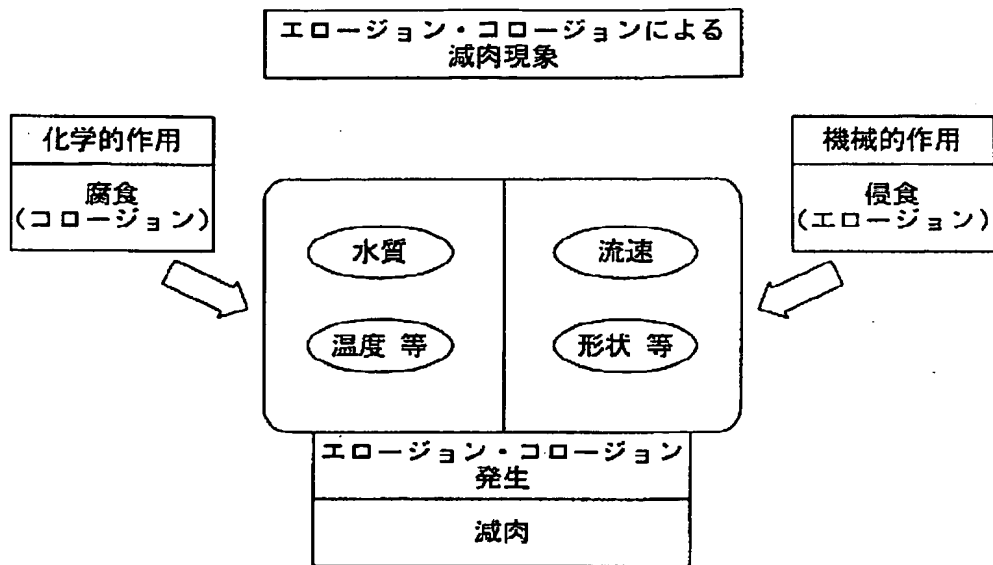 エロージョン・コロージョンによる
減肉現象
化学的作用
腐食
(コロージョン)
機械的作用
侵食
(エロージョン)
水質
流速
温度 等
形状 等
エロージョン・コロージョン
発生
減肉